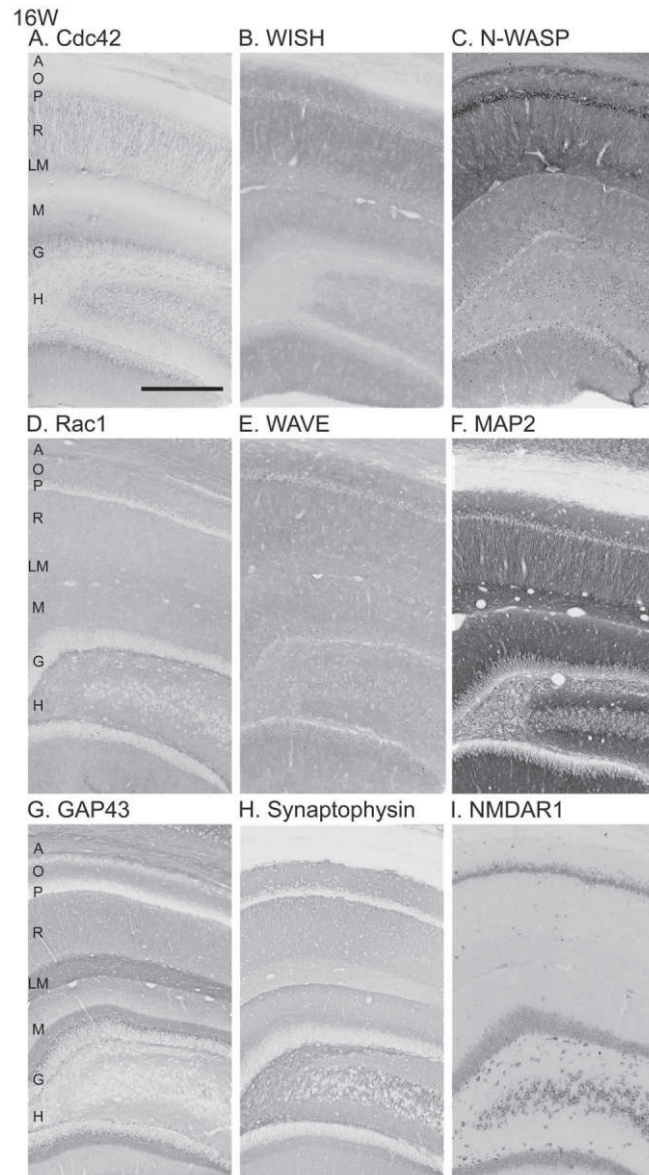 16W
A. Cdc42
B. WISH
C. N-WASP
A
O
P
R
LM
M
G
H
D. Rac1
E. WAVE
F. MAP2
A
O
P
R
LM
M
G
H
G. GAP43
H. Synaptophysin
I. NMDAR1
A
O
P
R
LM
M
G
H